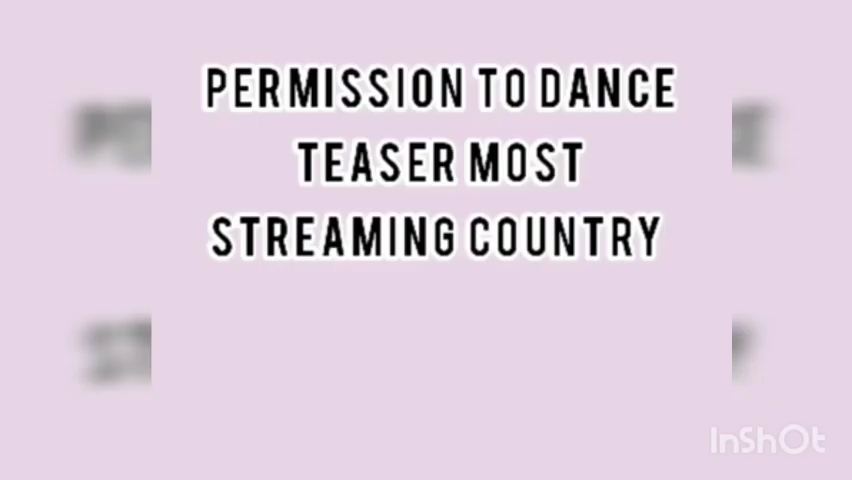 PERMISSION TO DANCE
TEASER MOST
STREAMING COUNTRY
InShOt